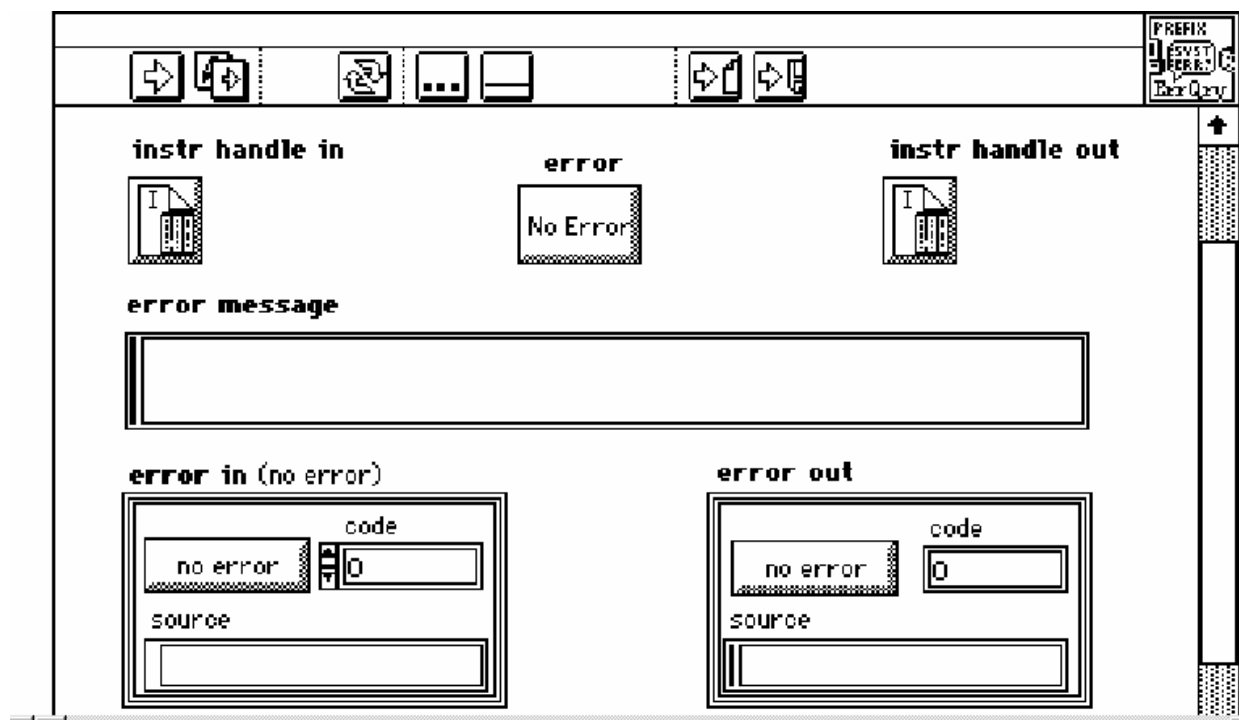 PREFIX
SYST
ERR?
ErrQry
instr handle in
error
instr handle out
I
No Error
I
error message
error in (no error)
error out
code
code
no error
0
no error
0
source
source